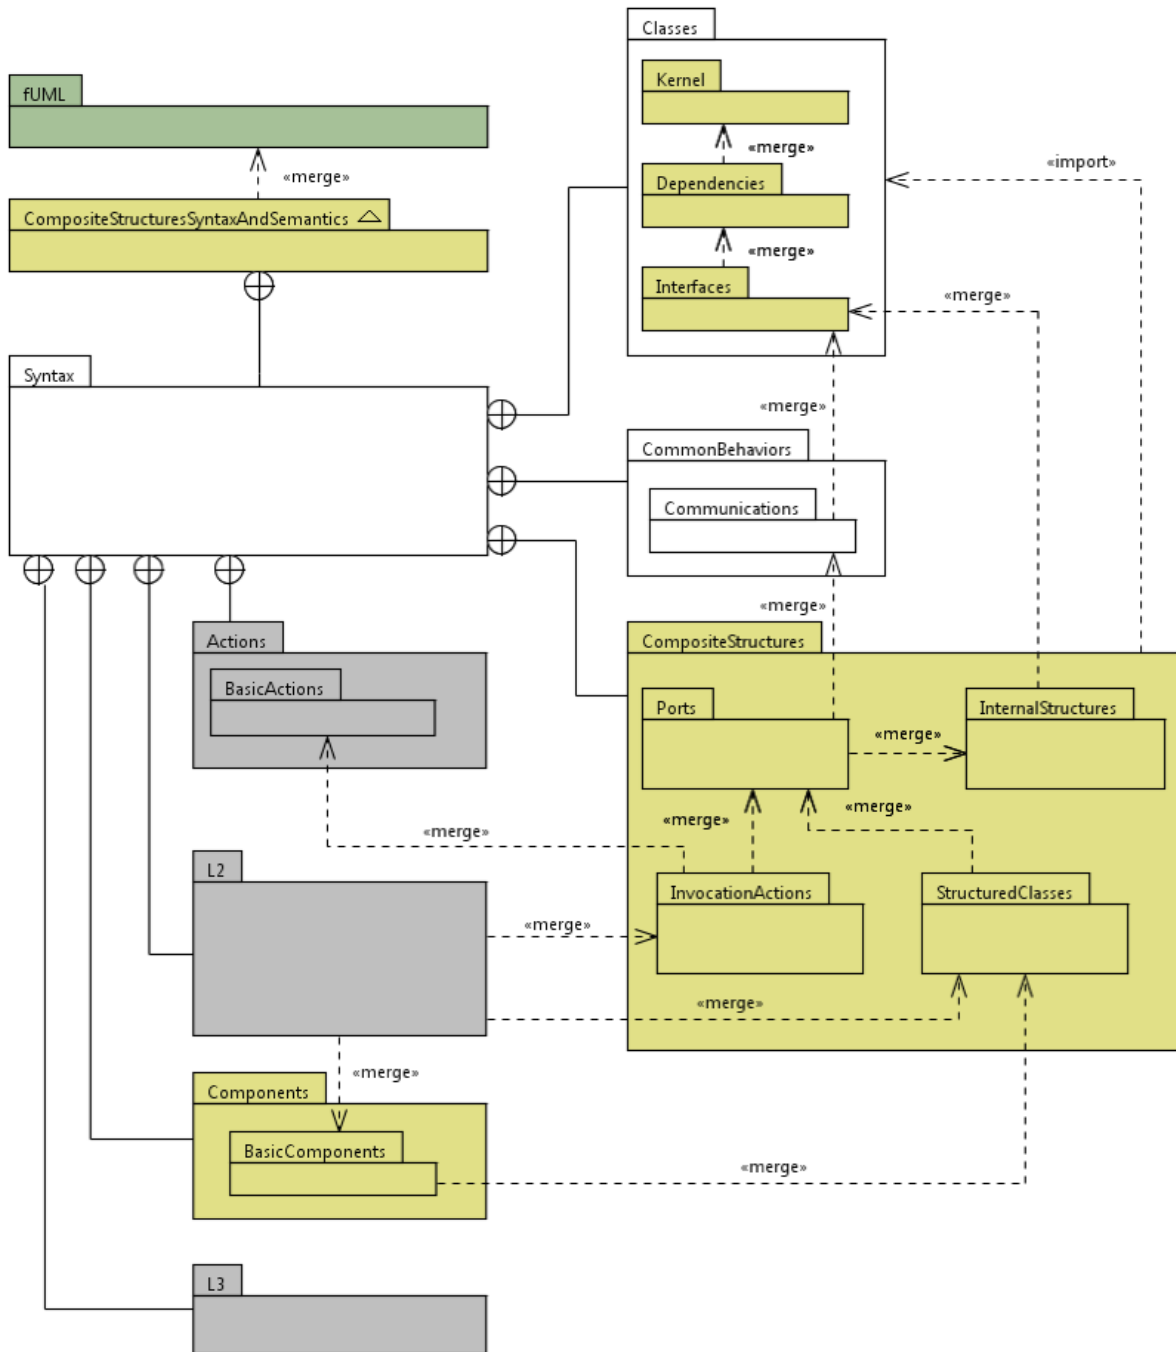 Classes
Kernel
fUML
«merge»
«import»
«merge»
Dependencies
CompositeStructuresSyntaxAndSemantics
«merge»
Interfaces
«merge»
Syntax
«merge»
CommonBehaviors
Communications
«merge»
Actions
CompositeStructures
BasicActions
Ports
InternalStructures
«merge»
«merge»
«merge»
«merge»
L2
InvocationActions
StructuredClasses
«merge»
«merge»
«merge»
Components
BasicComponents
«merge»
L3